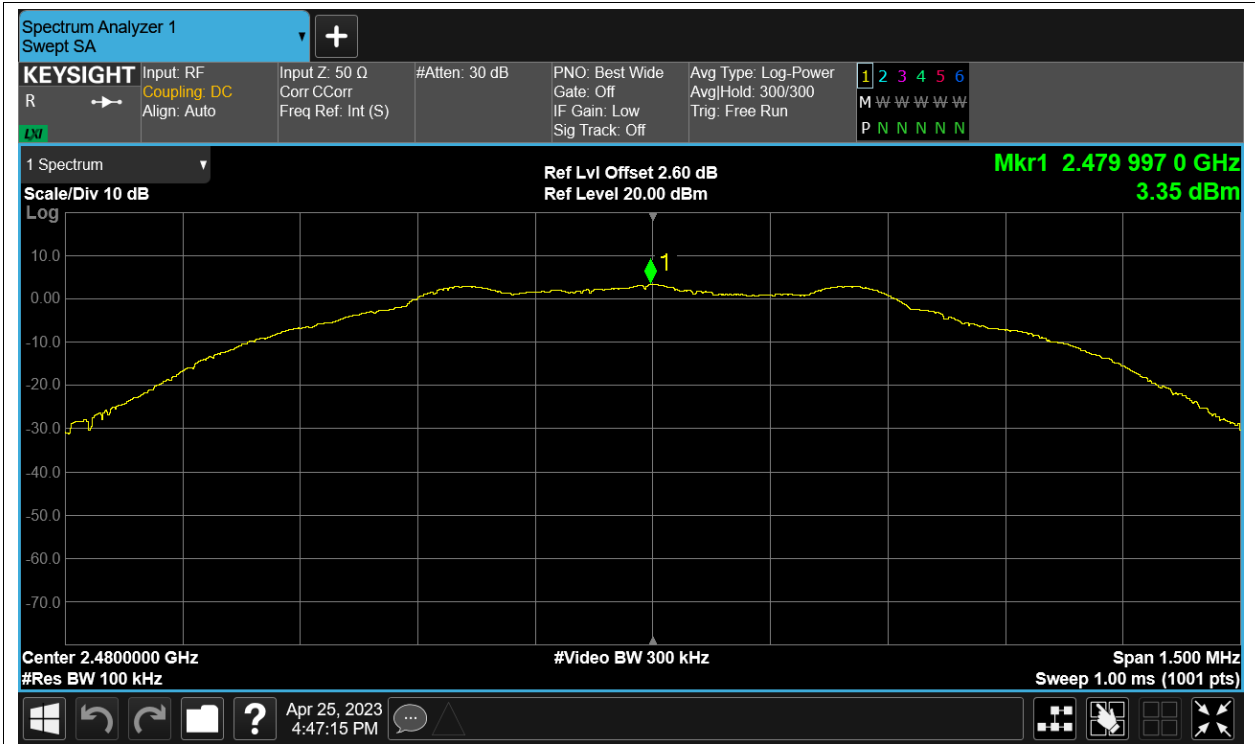 Spectrum Analyzer 1
Swept SA
KEYSIGHT
R
LXI
Input: RF
Coupling: DC
Align: Auto
Input Z: 50 Ω
Corr CCorr
Freq Ref: Int (S)
#Atten: 30 dB
PNO: Best Wide
Gate: Off
IF Gain: Low
Sig Track: Off
Avg Type: Log-Power
Avg|Hold: 300/300
Trig: Free Run
1 2 3 4 5 6
M W W W W W
P N N N N N
1 Spectrum
Scale/Div 10 dB
Log
Ref Lvl Offset 2.60 dB
Ref Level 20.00 dBm
Mkr1 2.479 997 0 GHz
3.35 dBm
1
10.0
0.00
-10.0
-20.0
-30.0
-40.0
-50.0
-60.0
-70.0
Center 2.4800000 GHz
#Res BW 100 kHz
#Video BW 300 kHz
Span 1.500 MHz
Sweep 1.00 ms (1001 pts)
?
Apr 25, 2023
4:47:15 PM